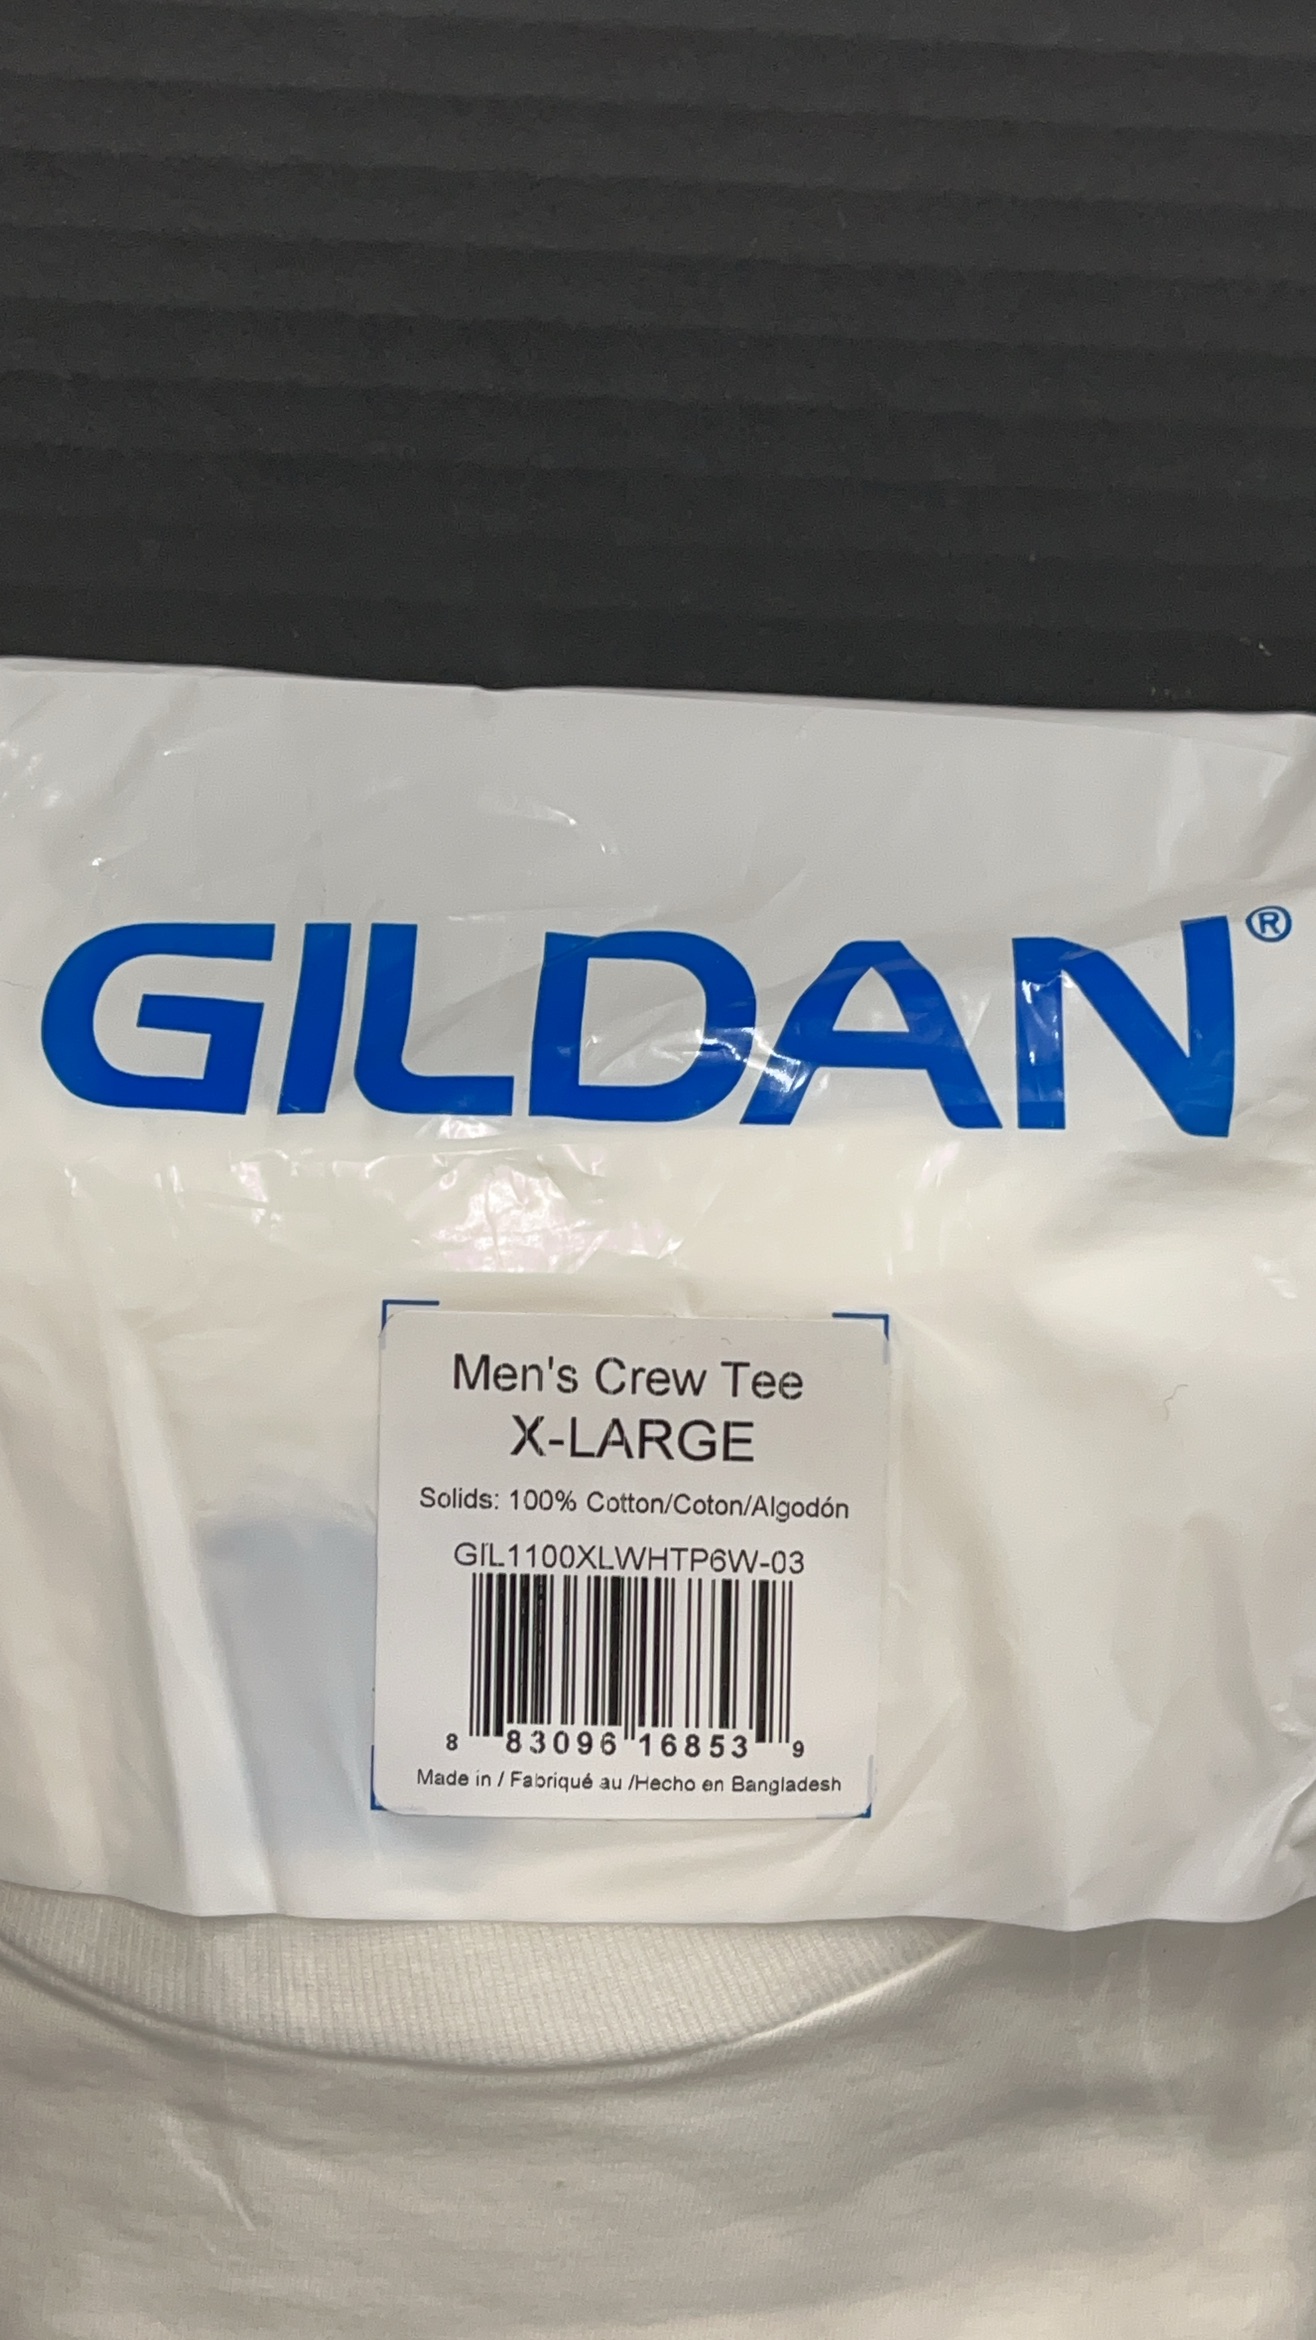 GILDAN®
Men's Crew Tee
X-LARGE
Solids: 100% Cotton/Coton/Algodón
GIL1100XLWHTP6W-03
8 83096 16853 9
Made in / Fabriqué au /Hecho en Bangladesh